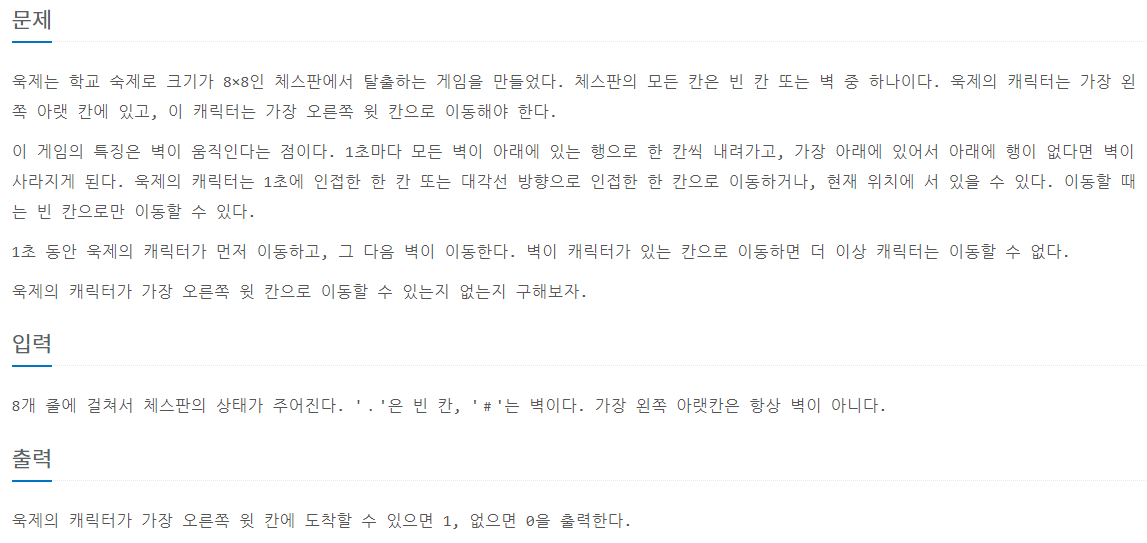 문제
욱제는 학교 숙제로 크기가 8×8인 체스판에서 탈출하는 게임을 만들었다. 체스판의 모든 칸은 빈 칸 또는 벽 중 하나이다. 욱제의 캐릭터는 가장 왼
쪽 아랫 칸에 있고, 이 캐릭터는 가장 오른쪽 윗 칸으로 이동해야 한다.
이 게임의 특징은 벽이 움직인다는 점이다. 1초마다 모든 벽이 아래에 있는 행으로 한 칸씩 내려가고, 가장 아래에 있어서 아래에 행이 없다면 벽이
사라지게 된다. 욱제의 캐릭터는 1초에 인접한 한 칸 또는 대각선 방향으로 인접한 한 칸으로 이동하거나, 현재 위치에 서 있을 수 있다. 이동할 때
는 빈 칸으로만 이동할 수 있다.
1초 동안 욱제의 캐릭터가 먼저 이동하고, 그 다음 벽이 이동한다. 벽이 캐릭터가 있는 칸으로 이동하면 더 이상 캐릭터는 이동할 수 없다.
욱제의 캐릭터가 가장 오른쪽 윗 칸으로 이동할 수 있는지 없는지 구해보자.
입력
8개 줄에 걸쳐서 체스판의 상태가 주어진다. '.'은 빈 칸, '#'는 벽이다. 가장 왼쪽 아랫칸은 항상 벽이 아니다.
출력
욱제의 캐릭터가 가장 오른쪽 윗 칸에 도착할 수 있으면 1, 없으면 0을 출력한다.